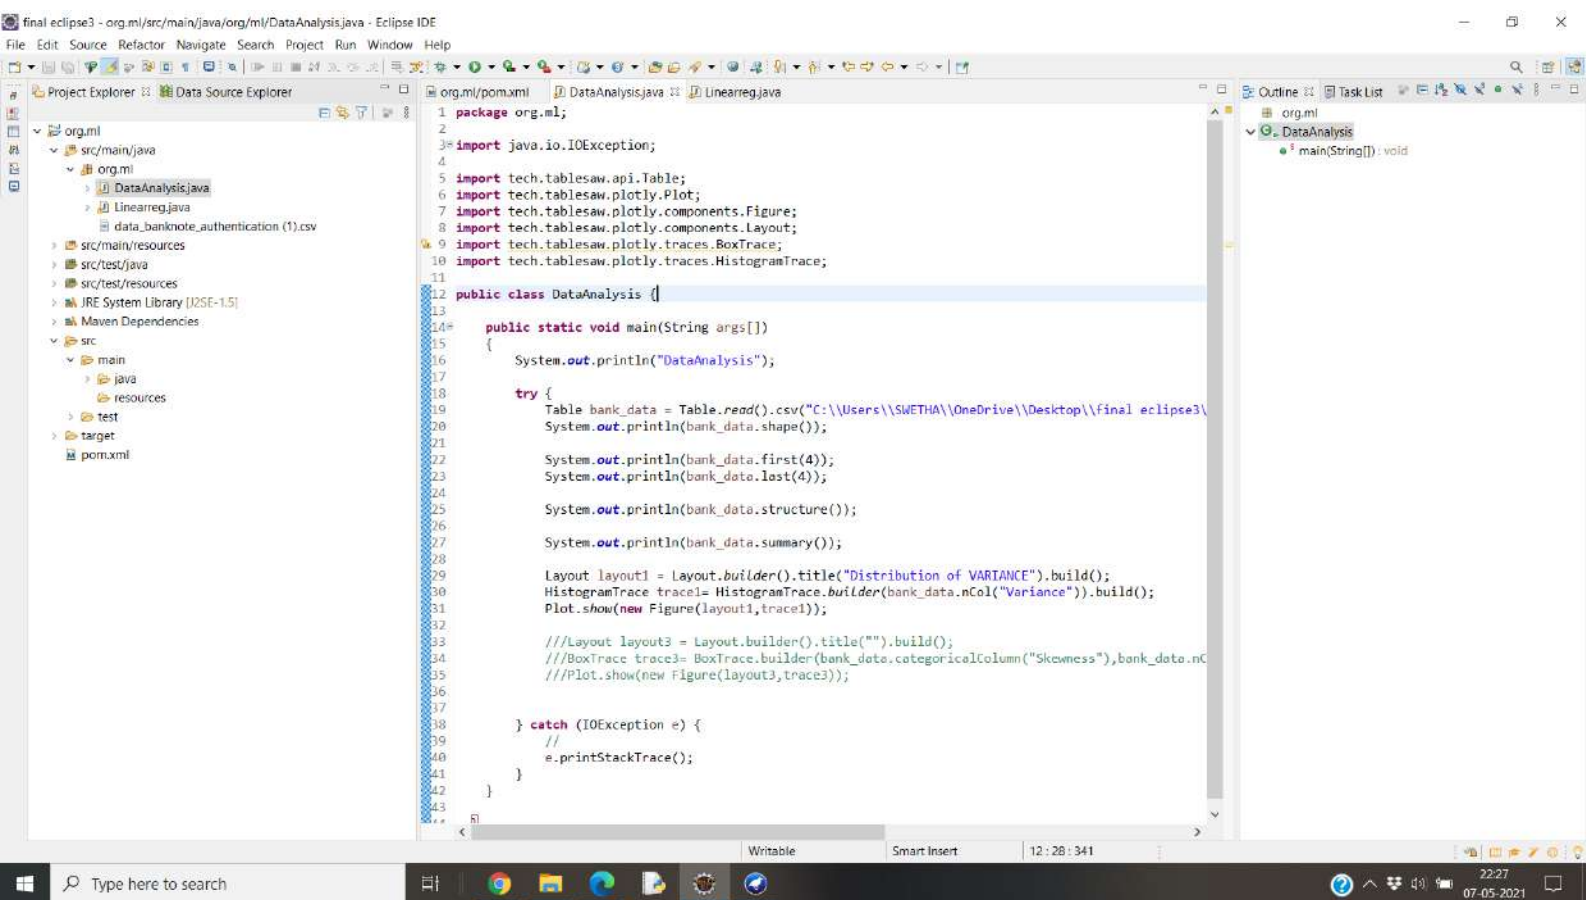 final eclipse3 - org.ml/src/main/java/org/ml/DataAnalysis.java - Eclipse IDE
File Edit Source Refactor Navigate Search Project Run Window Help
Project Explorer
Data Source Explorer
org.ml
src/main/java
org.ml
DataAnalysis.java
Linearreg.java
data_banknote_authentication (1).csv
src/main/resources
src/test/java
src/test/resources
JRE System Library [J2SE-1.5]
Maven Dependencies
src
main
java
resources
test
target
pom.xml
org.ml/pom.xml
DataAnalysis.java
Linearreg.java
1 package org.ml;
2
3 import java.io.IOException;
4
5 import tech.tablesaw.api.Table;
6 import tech.tablesaw.plotly.Plot;
7 import tech.tablesaw.plotly.components.Figure;
8 import tech.tablesaw.plotly.components.Layout;
9 import tech.tablesaw.plotly.traces.BoxTrace;
10 import tech.tablesaw.plotly.traces.HistogramTrace;
11
12 public class DataAnalysis {
13
14 public static void main(String args[])
15 {
16 System.out.println("DataAnalysis");
17
18 try {
19 Table bank_data = Table.read().csv("C:\\Users\\SWETHA\\OneDrive\\Desktop\\final eclipse3\
20 System.out.println(bank_data.shape());
21
22 System.out.println(bank_data.first(4));
23 System.out.println(bank_data.last(4));
24
25 System.out.println(bank_data.structure());
26
27 System.out.println(bank_data.summary());
28
29 Layout layout1 = Layout.builder().title("Distribution of VARIANCE").build();
30 HistogramTrace trace1= HistogramTrace.builder(bank_data.nCol("Variance")).build();
31 Plot.show(new Figure(layout1,trace1));
32
33 ///Layout layout3 = Layout.builder().title("").build();
34 ///BoxTrace trace3= BoxTrace.builder(bank_data.categoricalColumn("Skewness"),bank_data.nC
35 ///Plot.show(new Figure(layout3,trace3));
36
37
38 } catch (IOException e) {
39 //
40 e.printStackTrace();
41 }
42 }
43
44 }
Outline
Task List
org.ml
DataAnalysis
main(String[]) : void
Writable
Smart Insert
12 : 28 : 341
Type here to search
22:27
07-05-2021